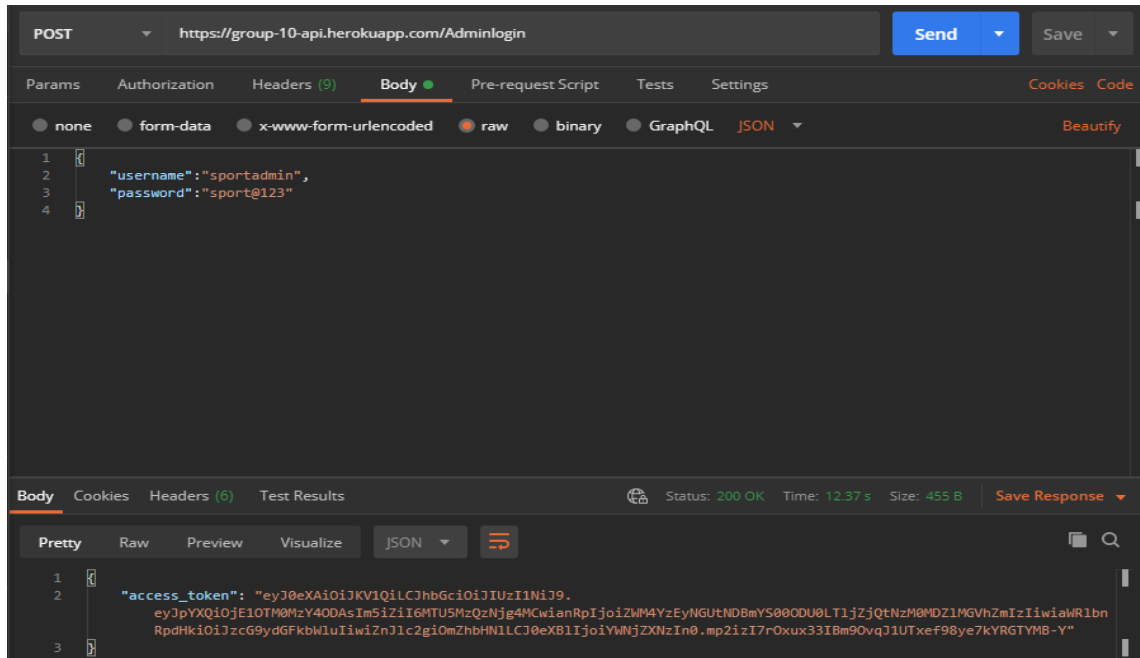 POST https://group-10-api.herokuapp.com/Adminlogin Send Save
Params Authorization Headers (9) Body Pre-request Script Tests Settings Cookies Code
none form-data x-www-form-urlencoded raw binary GraphQL JSON Beautify
1 {
2 "username":"sportadmin",
3 "password":"sport@123"
4 }
Body Cookies Headers (6) Test Results Status: 200 OK Time: 12.37 s Size: 455 B Save Response
Pretty Raw Preview Visualize JSON
1 {
2 "access_token": "eyJ0eXAiOiJKV1QiLCJhbGciOiJIUzI1NiJ9.
eyJpYXQiOjE1OTM0MzY4ODAsIm5iZiI6MTU5MzQzNjg4MCwianRpIjoiZWM4YzEyNGUtNDBmYS00ODU0LTljZjQtNzM0MDZlMGVhZmIzIiwiaWRlbn
RpdHkiOiJzcG9ydGFkbWluIiwiZnJlc2giOmZhbHNlLCJ0eXBlIjoiYWNjZXNzIn0.mp2izI7rOxux33IBm9OvqJ1UTxef98ye7kYRGTYMB-Y"
3 }